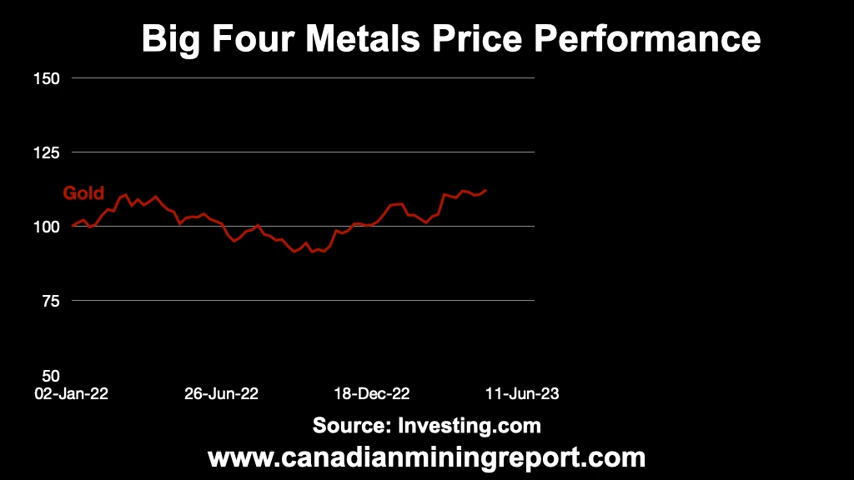 Big Four Metals Price Performance
150
125
Gold
100
75
50
02-Jan-22 26-Jun-22 18-Dec-22 11-Jun-23
Source: Investing.com
www.canadianminingreport.com